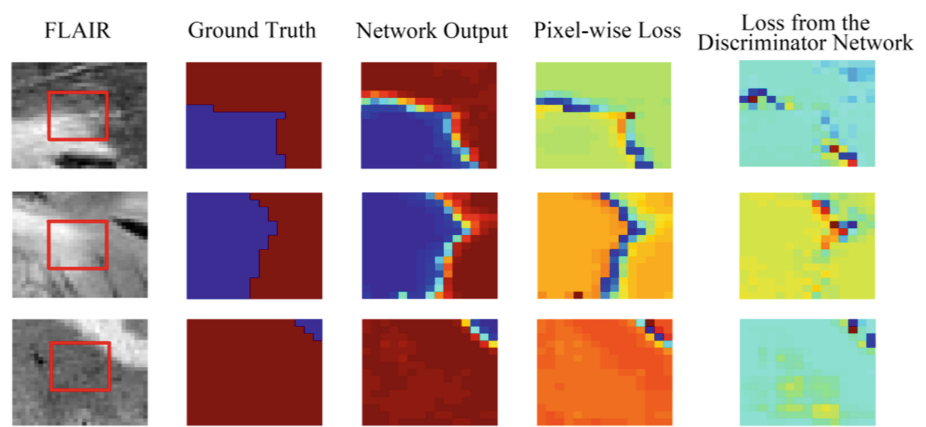 FLAIR
Ground Truth
Network Output
Pixel-wise Loss
Loss from the
Discriminator Network